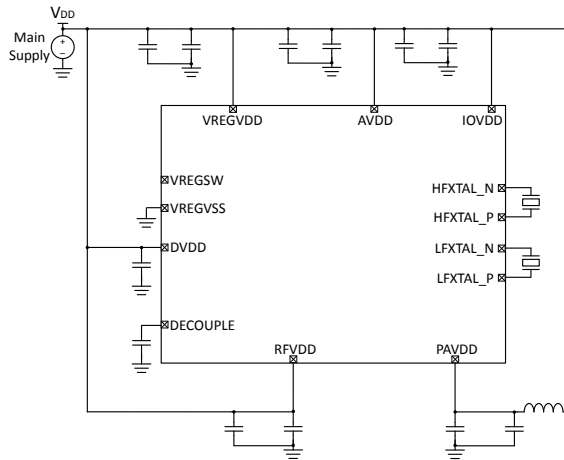 VDD
Main
Supply
VREGVDD
AVDD
IOVDD
VREGSW
HFXTAL_N
VREGVSS
HFXTAL_P
DVDD
LFXTAL_N
LFXTAL_P
DECOUPLE
RFVDD
PAVDD